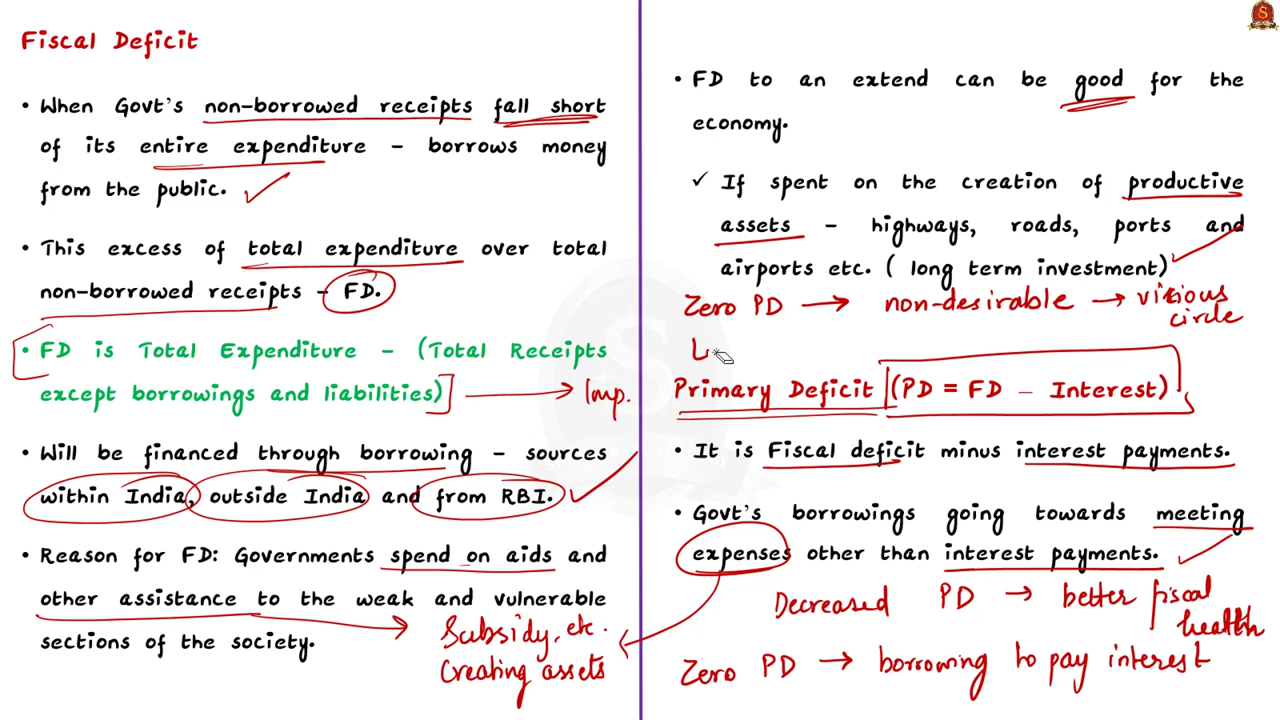 Fiscal Deficit
• When Govt's non-borrowed receipts fall short
of its entire expenditure - borrows money
from the public.
• This excess of total expenditure over total
non-borrowed receipts - FD.
• FD is Total Expenditure - (Total Receipts
except borrowings and liabilities) → Imp.
• Will be financed through borrowing - sources
within India, outside India and from RBI.
• Reason for FD: Governments spend on aids and
other assistance to the weak and vulnerable
sections of the society.
Subsidy, etc.
Creating assets
• FD to an extend can be good for the
economy.
✓ If spent on the creation of productive
assets - highways, roads, ports and
airports etc. ( long term investment)
Zero PD → non-desirable → vicious
circle
Primary Deficit (PD = FD - Interest)
• It is Fiscal deficit minus interest payments.
• Govt's borrowings going towards meeting
expenses other than interest payments.
Decreased PD → better fiscal
health
Zero PD → borrowing to pay interest
S